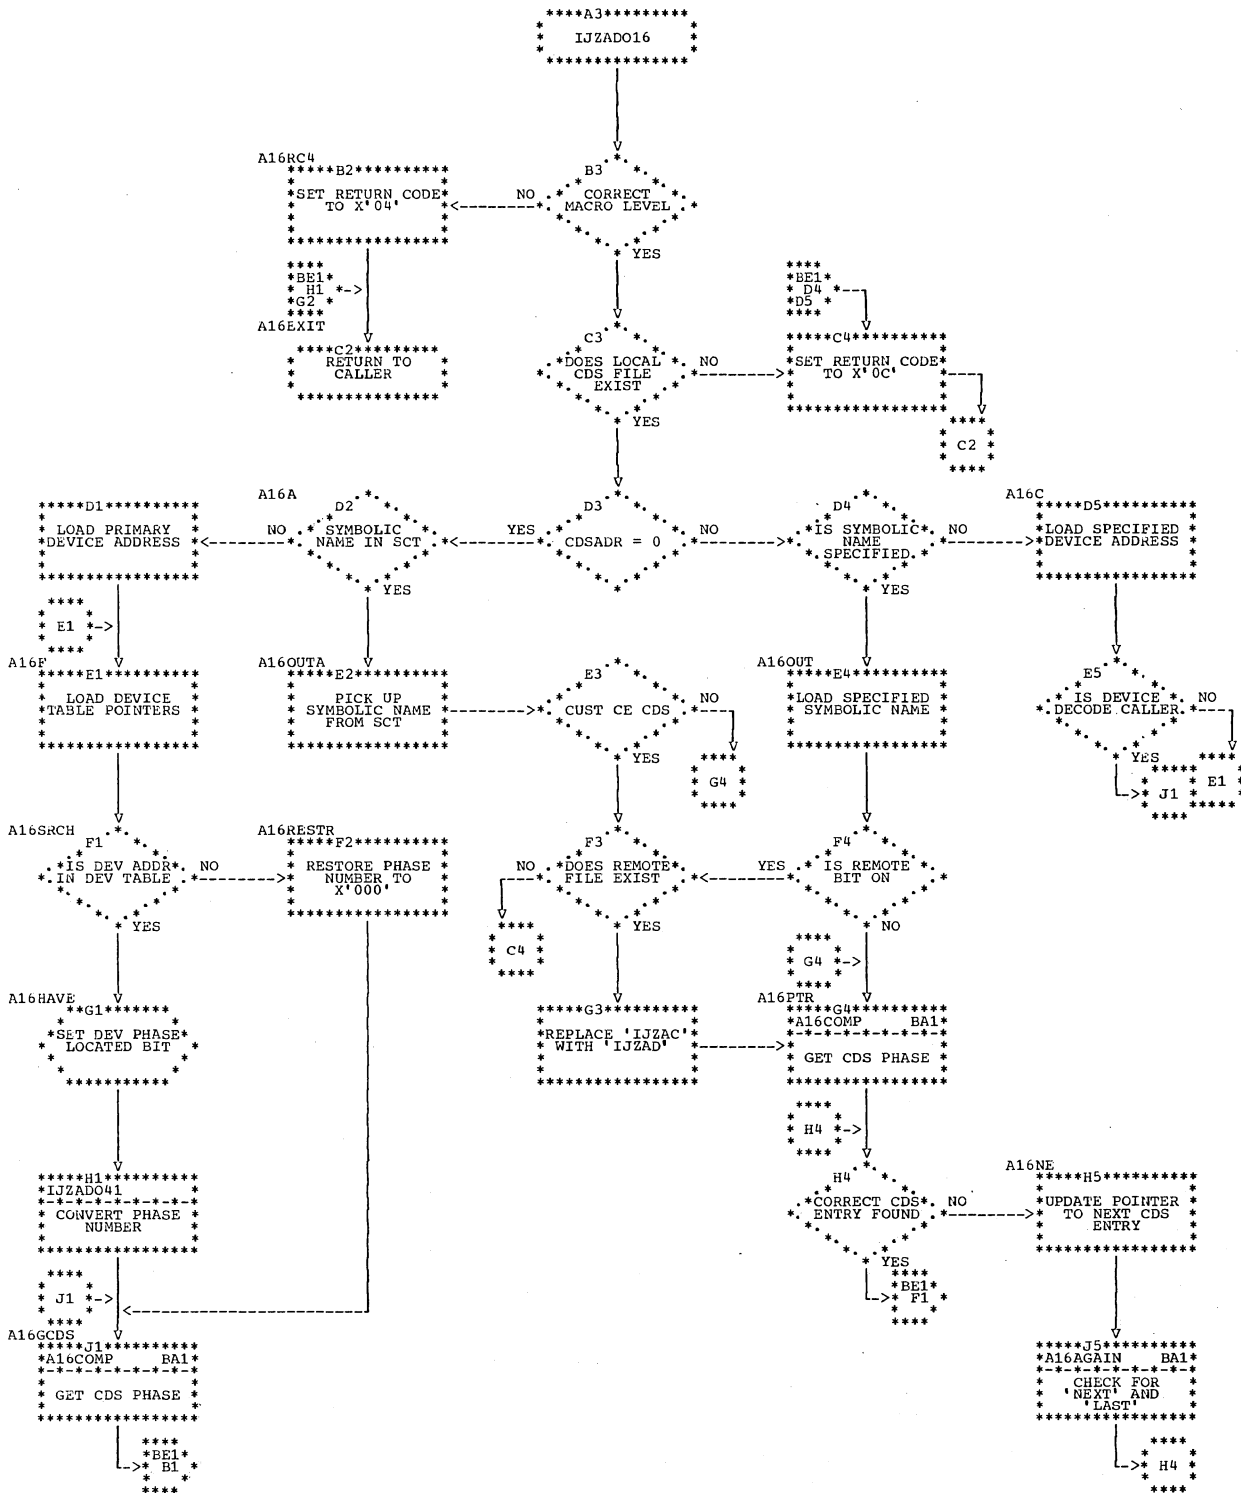 A3
IJZADO16
A16RC4
B2
SET RETURN CODE
TO X'04'
B3
CORRECT
MACRO LEVEL
NO
YES
BE1
H1
G2
A16EXIT
C2
RETURN TO
CALLER
C3
DOES LOCAL
CDS FILE
EXIST
NO
YES
BE1
D4
D5
C4
SET RETURN CODE
TO X'0C'
C2
D1
LOAD PRIMARY
DEVICE ADDRESS
NO
A16A
D2
SYMBOLIC
NAME IN SCT
YES
YES
D3
CDSADR = 0
NO
D4
IS SYMBOLIC
NAME
SPECIFIED
NO
YES
A16C
D5
LOAD SPECIFIED
DEVICE ADDRESS
E1
A16F
E1
LOAD DEVICE
TABLE POINTERS
A16OUTA
E2
PICK UP
SYMBOLIC NAME
FROM SCT
E3
CUST CE CDS
NO
YES
G4
A16OUT
E4
LOAD SPECIFIED
SYMBOLIC NAME
E5
IS DEVICE
DECODE CALLER
NO
YES
J1
E1
A16SRCH
F1
IS DEV ADDR
IN DEV TABLE
NO
YES
A16RESTR
F2
RESTORE PHASE
NUMBER TO
X'000'
F3
DOES REMOTE
FILE EXIST
NO
YES
C4
F4
IS REMOTE
BIT ON
YES
NO
G4
A16HAVE
G1
SET DEV PHASE
LOCATED BIT
G3
REPLACE 'IJZAC'
WITH 'IJZAD'
A16PTR
G4
A16COMP BA1
GET CDS PHASE
H4
H1
IJZADO41
CONVERT PHASE
NUMBER
H4
CORRECT CDS
ENTRY FOUND
NO
YES
BE1
F1
A16NE
H5
UPDATE POINTER
TO NEXT CDS
ENTRY
J1
A16GCDS
J1
A16COMP BA1
GET CDS PHASE
BE1
B1
J5
A16AGAIN BA1
CHECK FOR
'NEXT' AND
'LAST'
H4